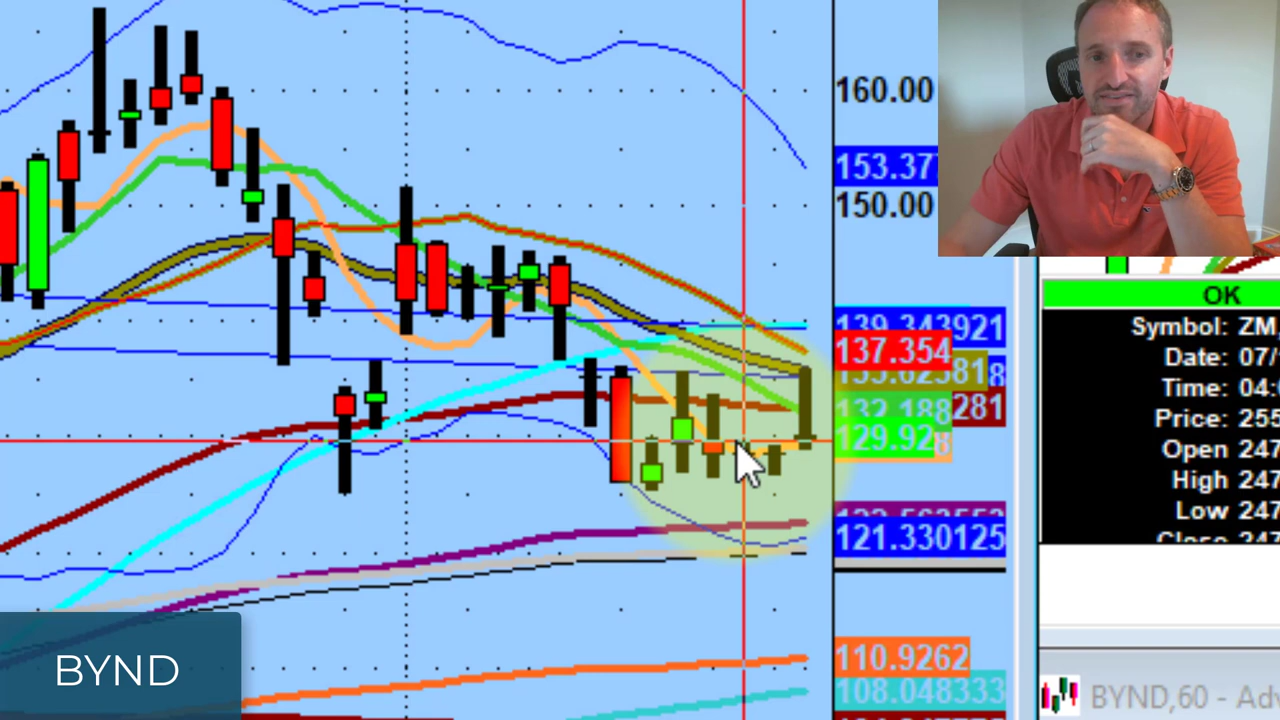 160.00
153.37
150.00
139.343921
137.354
281
132.188
129.92
121.330125
110.9262
108.048333
OK
Symbol: ZM
Date: 07/
Time: 04:
Price: 255
Open 247
High 247
Low 247
Close 247
BYND
BYND,60 - Adv